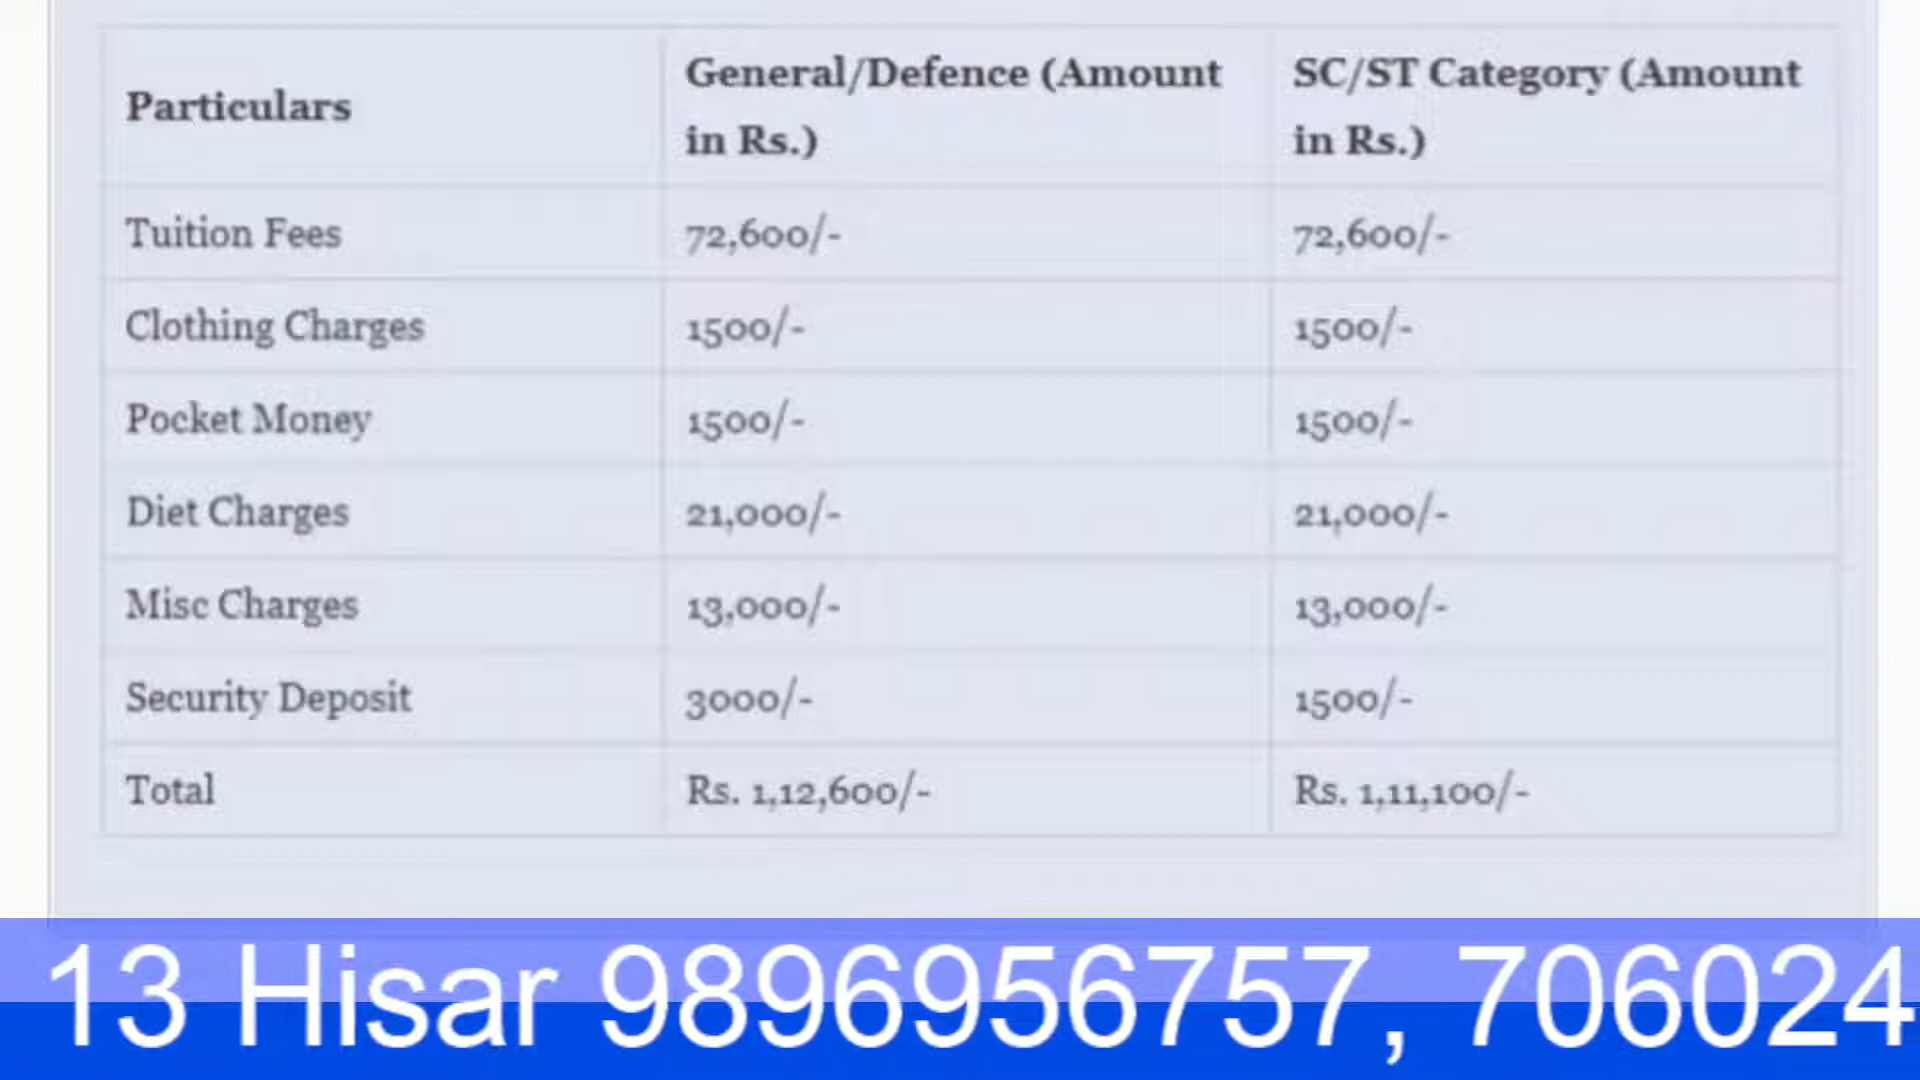 Particulars General/Defence (Amount in Rs.) SC/ST Category (Amount in Rs.)
Tuition Fees 72,600/- 72,600/-
Clothing Charges 1500/- 1500/-
Pocket Money 1500/- 1500/-
Diet Charges 21,000/- 21,000/-
Misc Charges 13,000/- 13,000/-
Security Deposit 3000/- 1500/-
Total Rs. 1,12,600/- Rs. 1,11,100/-
13 Hisar 9896956757, 706024